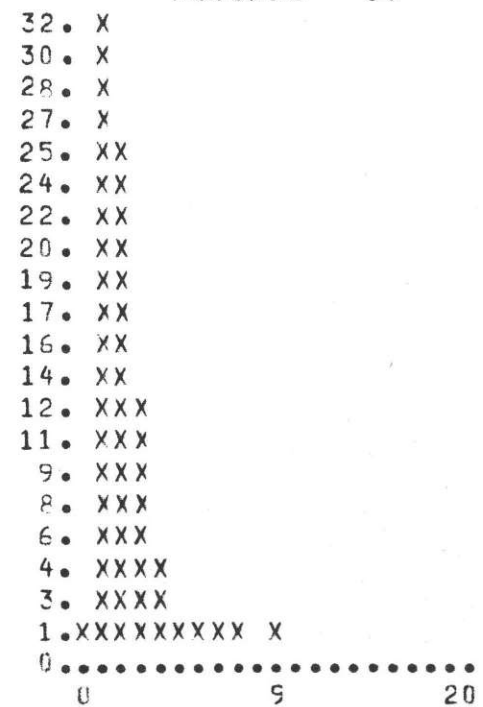 32. X
30. X
28. X
27. X
25. XX
24. XX
22. XX
20. XX
19. XX
17. XX
16. XX
14. XX
12. XXX
11. XXX
9. XXX
8. XXX
6. XXX
4. XXXX
3. XXXX
1.XXXXXXXXX X
0......................
0 9 20